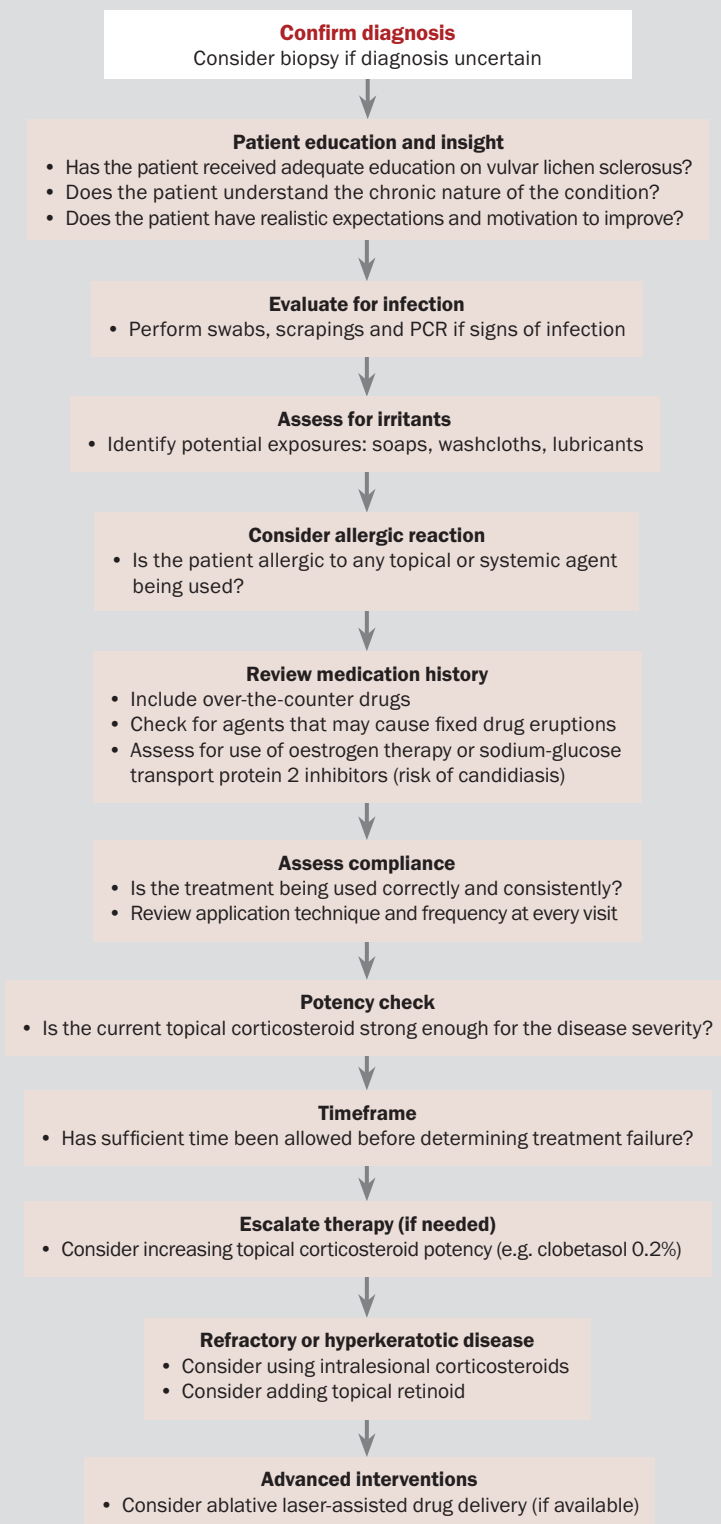 Confirm diagnosis
Consider biopsy if diagnosis uncertain
Patient education and insight
• Has the patient received adequate education on vulvar lichen sclerosus?
• Does the patient understand the chronic nature of the condition?
• Does the patient have realistic expectations and motivation to improve?
Evaluate for infection
• Perform swabs, scrapings and PCR if signs of infection
Assess for irritants
• Identify potential exposures: soaps, washcloths, lubricants
Consider allergic reaction
• Is the patient allergic to any topical or systemic agent
being used?
Review medication history
• Include over-the-counter drugs
• Check for agents that may cause fixed drug eruptions
• Assess for use of oestrogen therapy or sodium-glucose
transport protein 2 inhibitors (risk of candidiasis)
Assess compliance
• Is the treatment being used correctly and consistently?
• Review application technique and frequency at every visit
Potency check
• Is the current topical corticosteroid strong enough for the disease severity?
Timeframe
• Has sufficient time been allowed before determining treatment failure?
Escalate therapy (if needed)
• Consider increasing topical corticosteroid potency (e.g. clobetasol 0.2%)
Refractory or hyperkeratotic disease
• Consider using intralesional corticosteroids
• Consider adding topical retinoid
Advanced interventions
• Consider ablative laser-assisted drug delivery (if available)